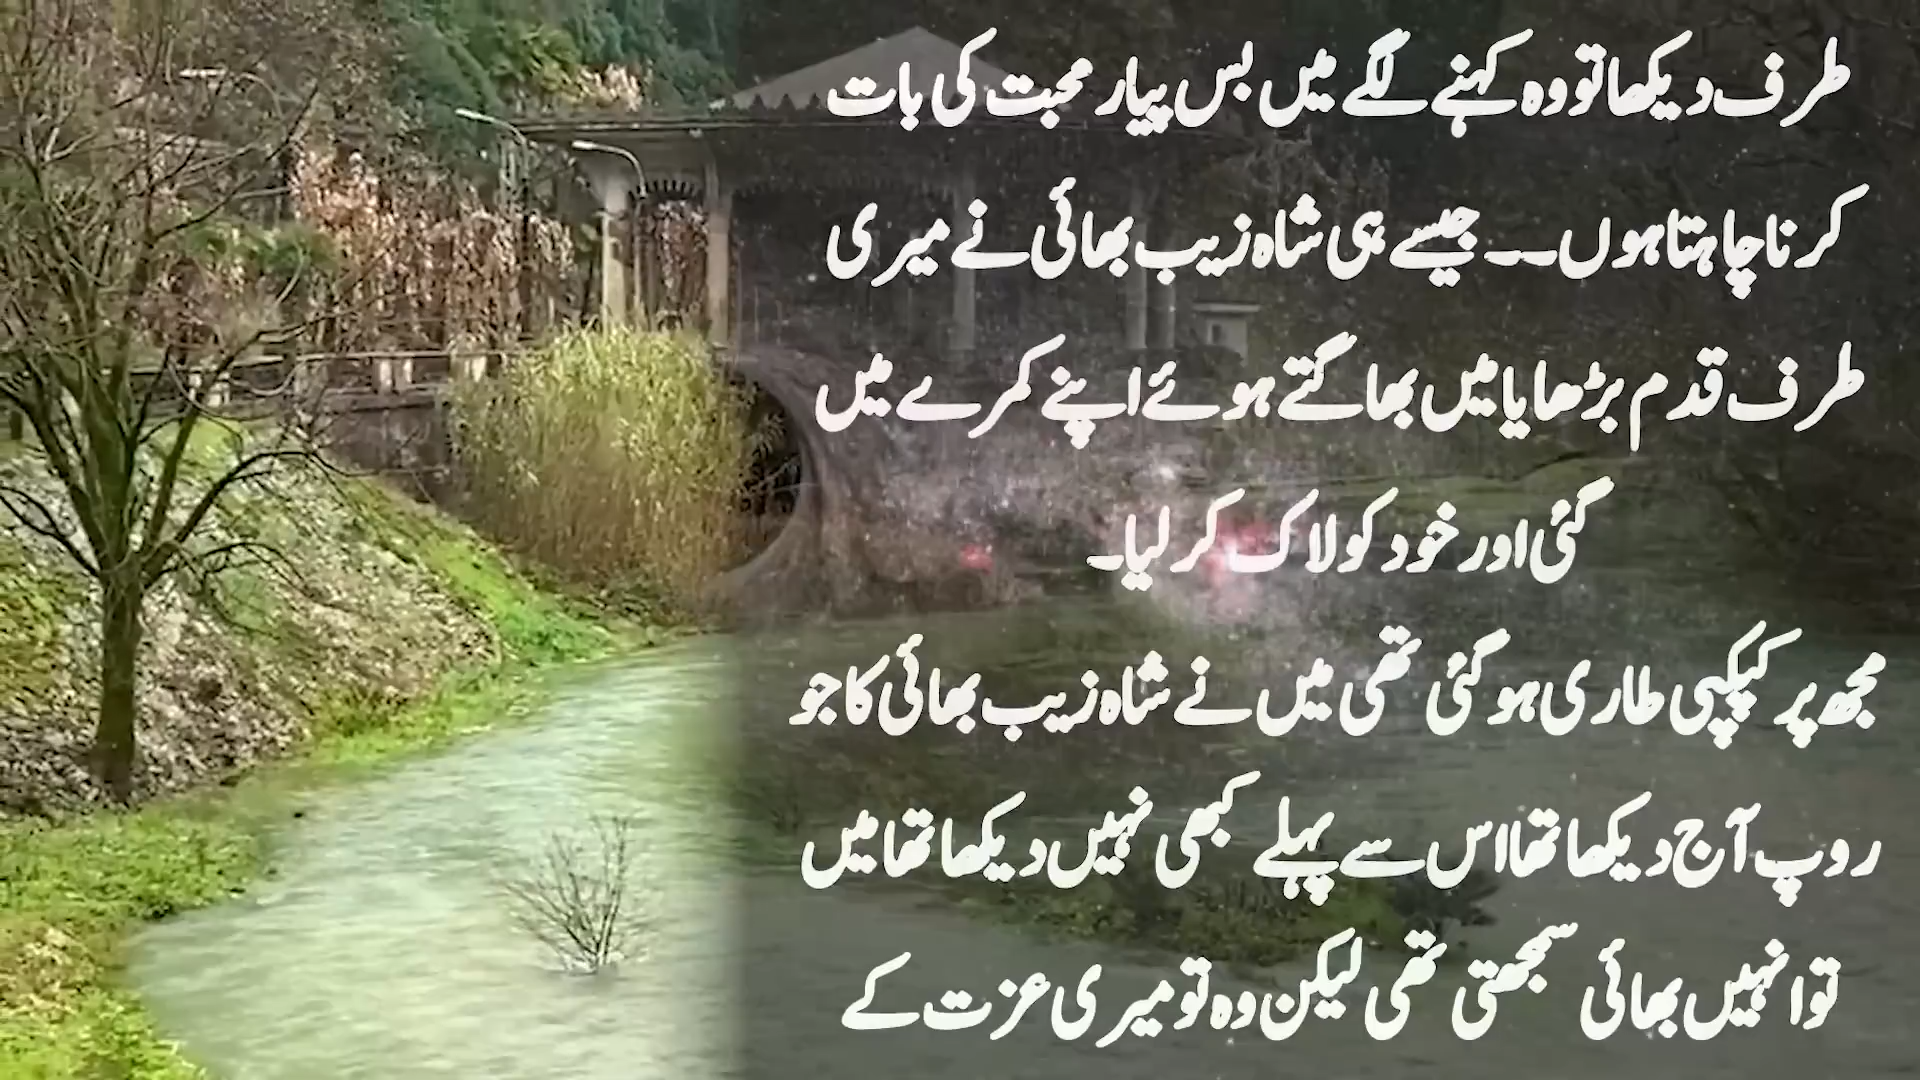 طرف دیکھا تو وہ کہنے لگے میں بس پیار محبت کی بات
کرنا چاہتا ہوں۔۔ جیسے ہی شاہ زیب بھائی نے میری
طرف قدم بڑھایا میں بھاگتے ہوئے اپنے کمرے میں
گئی اور خود کو لاک کر لیا۔
مجھ پر کپکپی طاری ہو گئی تھی میں نے شاہ زیب بھائی کا جو
روپ آج دیکھا تھا اس سے پہلے کبھی نہیں دیکھا تھا میں
تو انہیں بھائی سمجھتی تھی لیکن وہ تو میری عزت کے